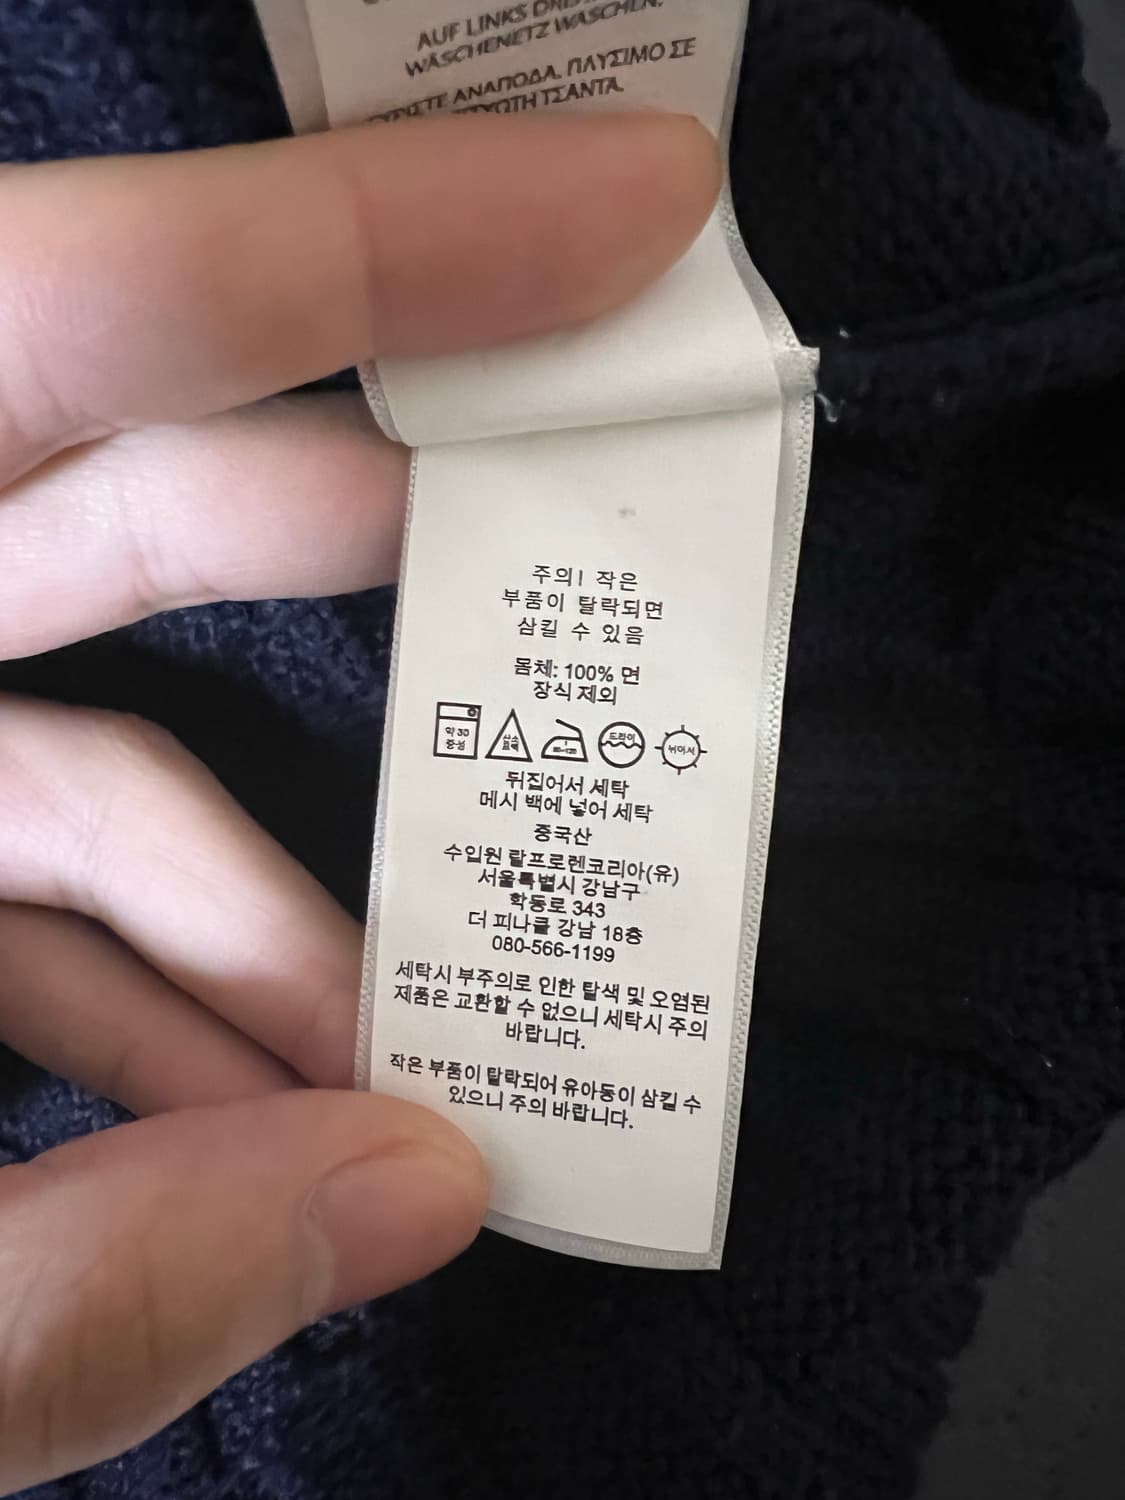 AUF LINKS
WÄSCHENETZ WASCHEN.
ΑΝΑΠΟΔΑ. ΠΛΥΣΙΜΟ ΣΕ
ΤΣΑΝΤΑ.
주의! 작은
부품이 탈락되면
삼킬 수 있음
몸체: 100% 면
장식 제외
약 30
중성
산소
표백
80~120
드라이
뉘어서
뒤집어서 세탁
메시 백에 넣어 세탁
중국산
수입원 랄프로렌코리아(유)
서울특별시 강남구
학동로 343
더 피나클 강남 18층
080-566-1199
세탁시 부주의로 인한 탈색 및 오염된
제품은 교환할 수 없으니 세탁시 주의
바랍니다.
작은 부품이 탈락되어 유아동이 삼킬 수
있으니 주의 바랍니다.